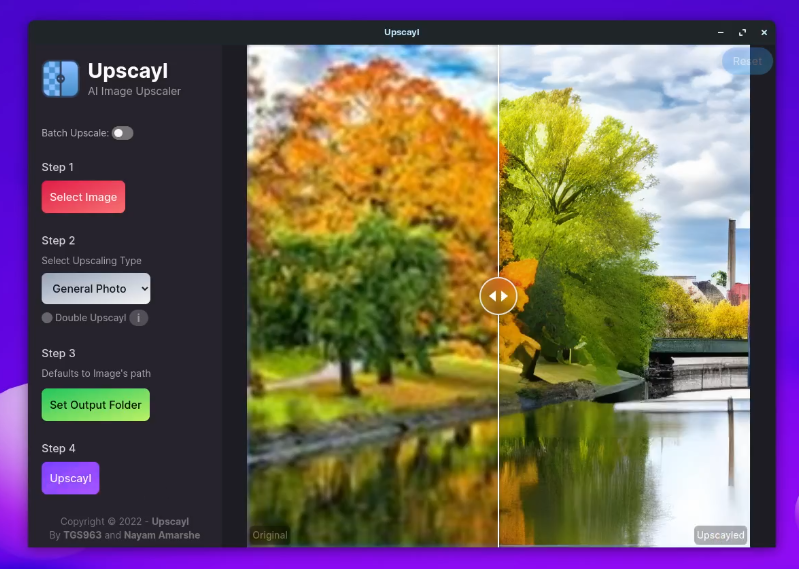 Upscayl
Upscayl
AI Image Upscaler
Reset
Batch Upscale:
Step 1
Select Image
Step 2
Select Upscaling Type
General Photo
Double Upscayl i
Step 3
Defaults to Image's path
Set Output Folder
Step 4
Upscayl
Copyright © 2022 - Upscayl
By TGS963 and Nayam Amarshe
Original
Upscayled